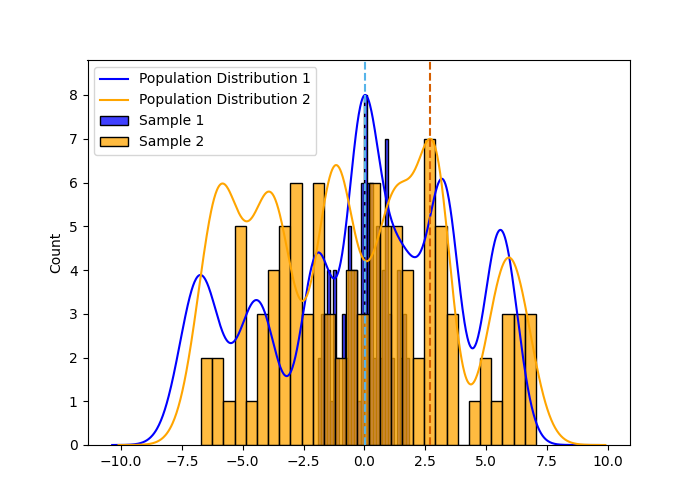 Population Distribution 1
Population Distribution 2
Sample 1
Sample 2
Count
8
7
6
5
4
3
2
1
0
−10.0 −7.5 −5.0 −2.5 0.0 2.5 5.0 7.5 10.0